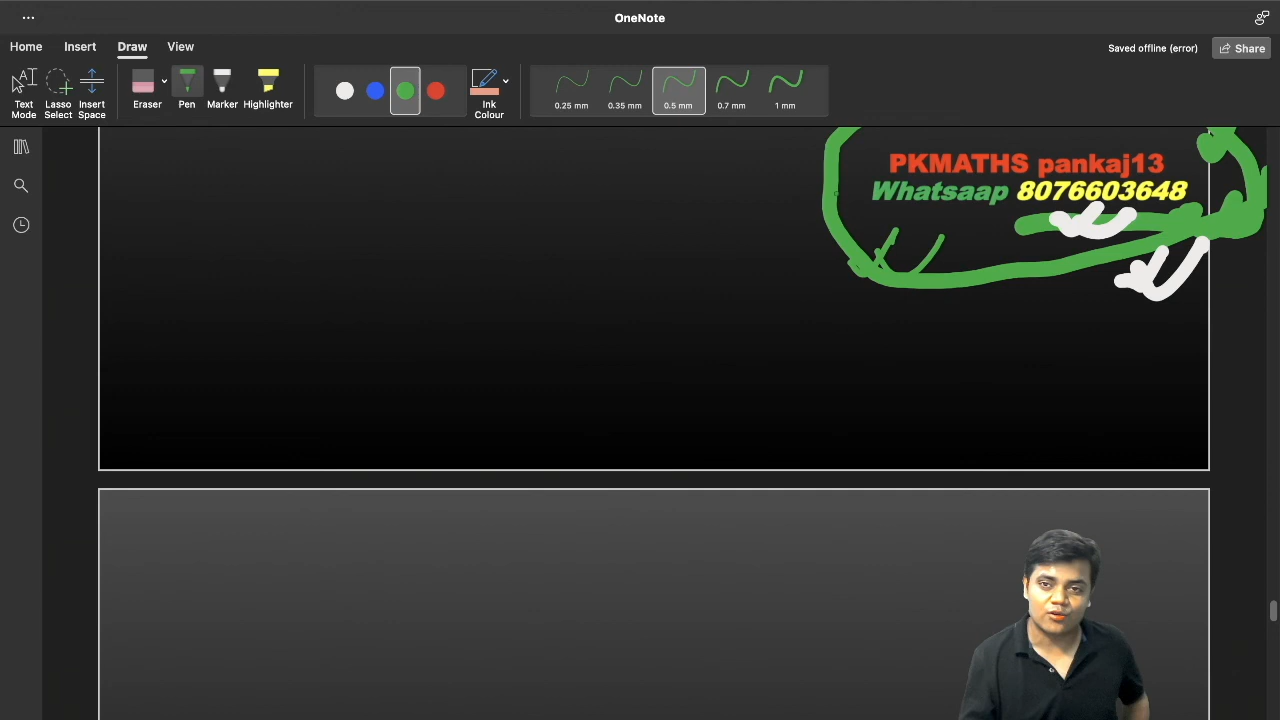 OneNote
Home Insert Draw View
Saved offline (error) Share
Text Mode
Lasso Select
Insert Space
Eraser
Pen
Marker
Highlighter
Ink Colour
0.25 mm
0.35 mm
0.5 mm
0.7 mm
1 mm
PKMATHS pankaj13
Whatsaap 8076603648